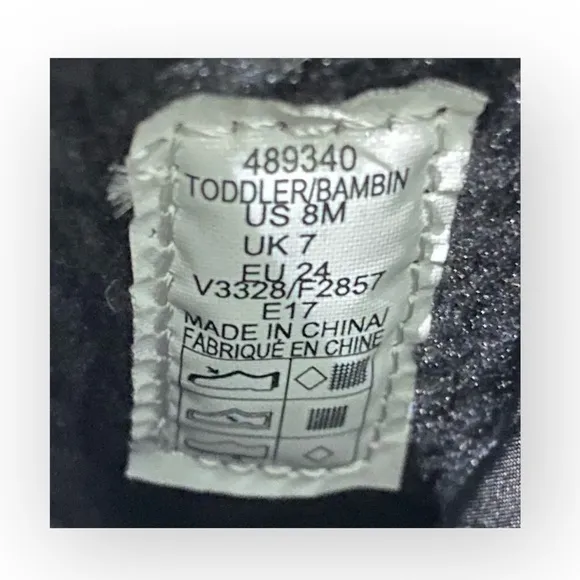 489340
TODDLER/BAMBIN
US 8M
UK 7
EU 24
V3328/F2857
E17
MADE IN CHINA/
FABRIQUÉ EN CHINE